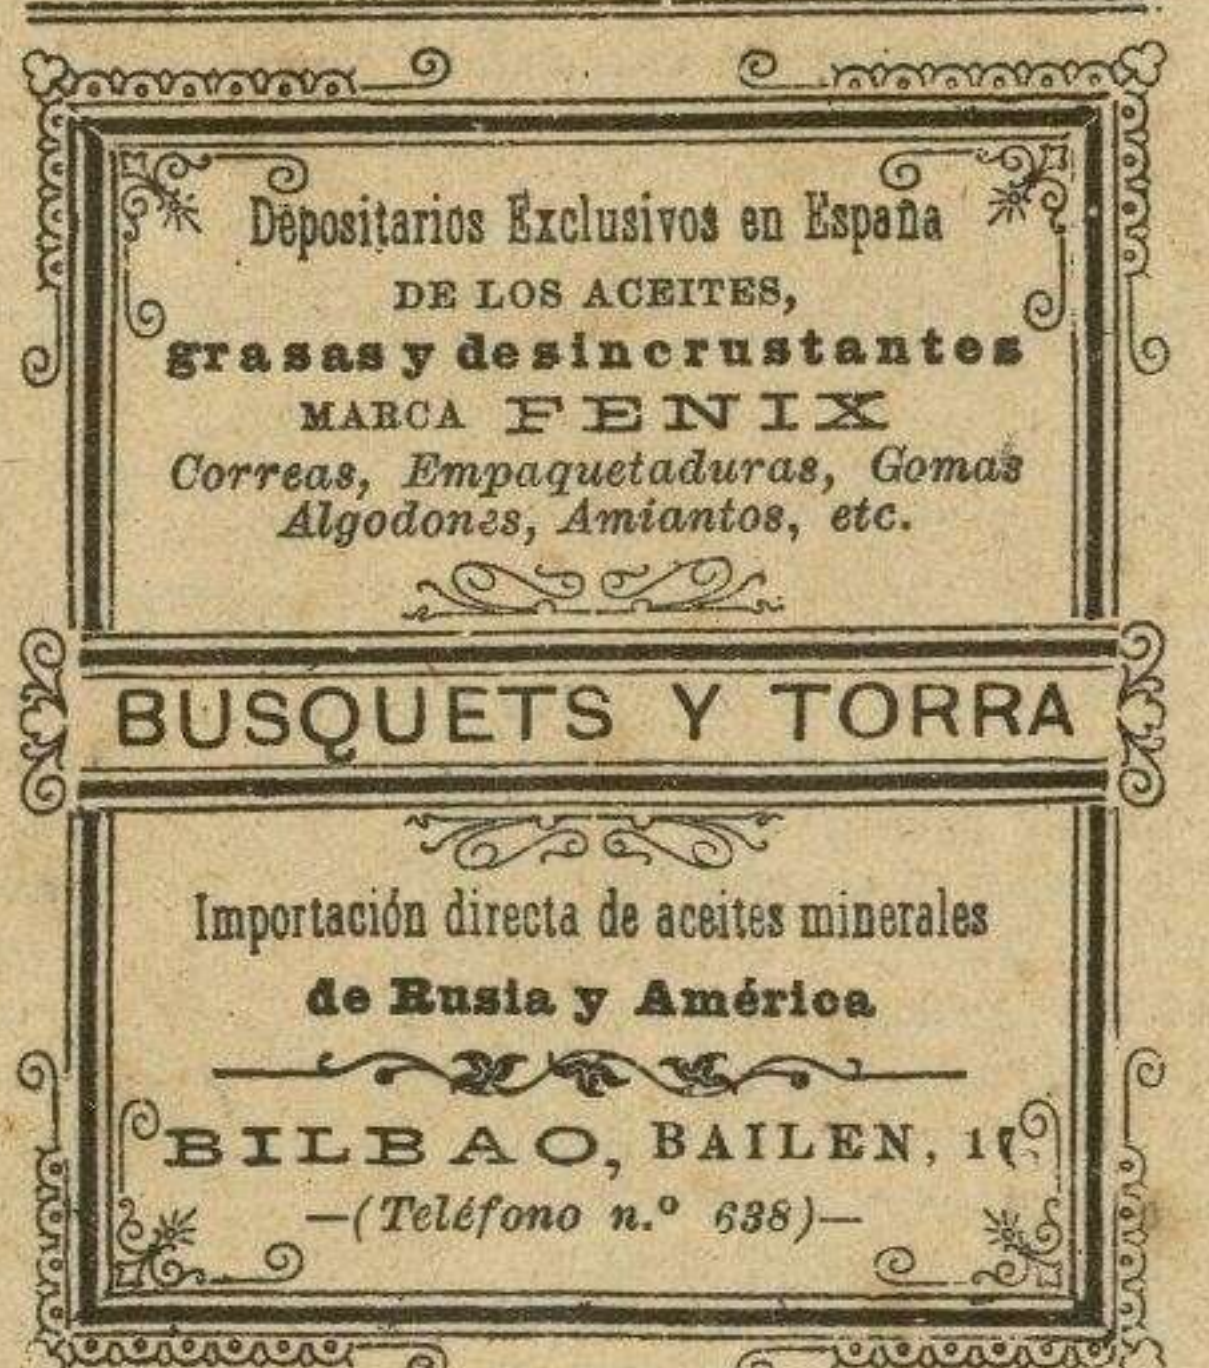 Depositarios Exclusivos en España
DE LOS ACEITES,
grasas y desincrustantes
MARCA FENIX
Correas, Empaquetaduras, Gomas
Algodones, Amiantos, etc.
BUSQUETS Y TORRA
Importación directa de aceites minerales
de Rusia y América
BILBAO, BAILEN,
—(Teléfono n.º 638)—